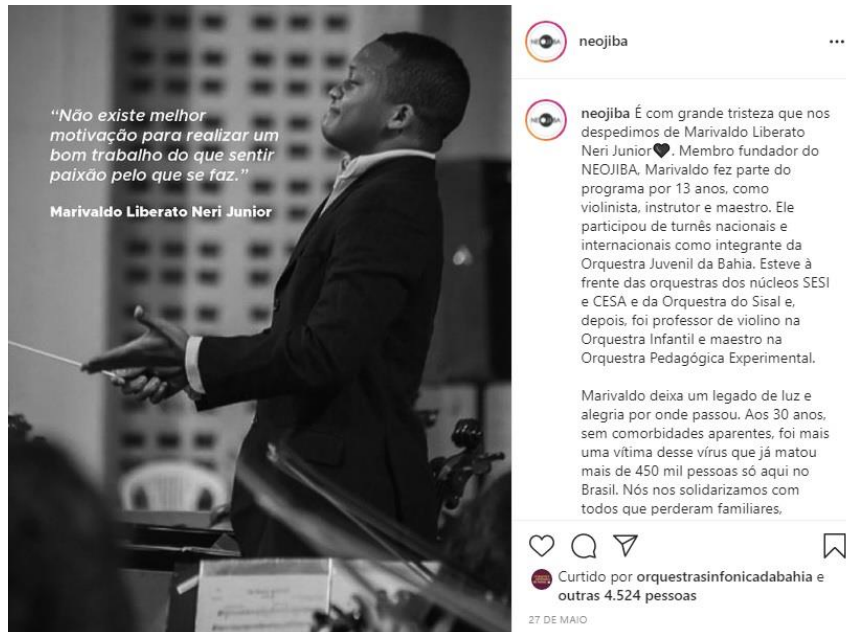 “Não existe melhor
motivação para realizar um
bom trabalho do que sentir
paixão pelo que se faz.”
Marivaldo Liberato Neri Junior
neojiba
neojiba É com grande tristeza que nos
despedimos de Marivaldo Liberato
Neri Junior🖤. Membro fundador do
NEOJIBA, Marivaldo fez parte do
programa por 13 anos, como
violinista, instrutor e maestro. Ele
participou de turnês nacionais e
internacionais como integrante da
Orquestra Juvenil da Bahia. Esteve à
frente das orquestras dos núcleos SESI
e CESA e da Orquestra do Sisal e,
depois, foi professor de violino na
Orquestra Infantil e maestro na
Orquestra Pedagógica Experimental.
Marivaldo deixa um legado de luz e
alegria por onde passou. Aos 30 anos,
sem comorbidades aparentes, foi mais
uma vítima desse vírus que já matou
mais de 450 mil pessoas só aqui no
Brasil. Nós nos solidarizamos com
todos que perderam familiares,
Curtido por orquestrasinfonicadabahia e
outras 4.524 pessoas
27 DE MAIO